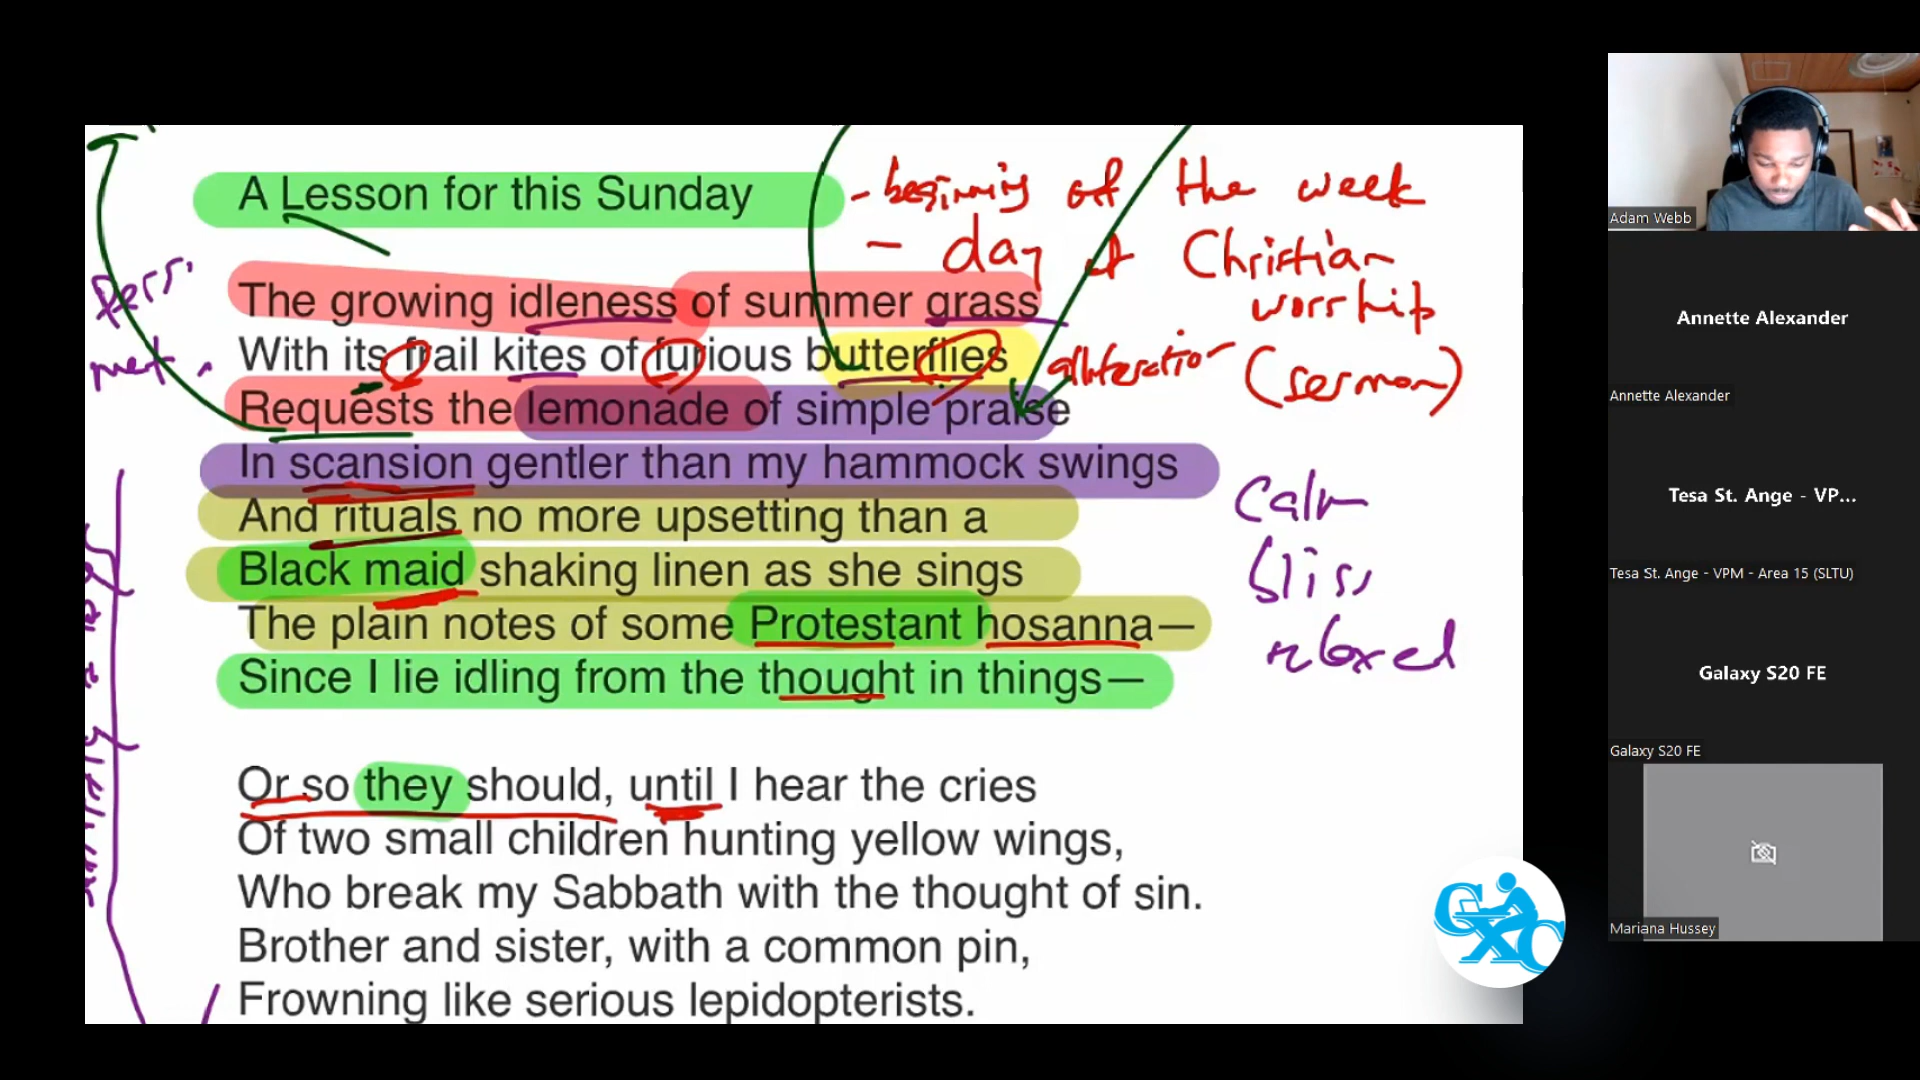 A Lesson for this Sunday
- beginning of the week
- day of Christian
worship
(sermon)
Pers.
met.
The growing idleness of summer grass
With its frail kites of furious butterflies
alliteration
Requests the lemonade of simple praise
In scansion gentler than my hammock swings
And rituals no more upsetting than a
Black maid shaking linen as she sings
The plain notes of some Protestant hosanna—
Since I lie idling from the thought in things—
calm
bliss
relaxed
Or so they should, until I hear the cries
Of two small children hunting yellow wings,
Who break my Sabbath with the thought of sin.
Brother and sister, with a common pin,
Frowning like serious lepidopterists.
CXC
Adam Webb
Annette Alexander
Annette Alexander
Tesa St. Ange - VP...
Tesa St. Ange - VPM - Area 15 (SLTU)
Galaxy S20 FE
Galaxy S20 FE
Mariana Hussey